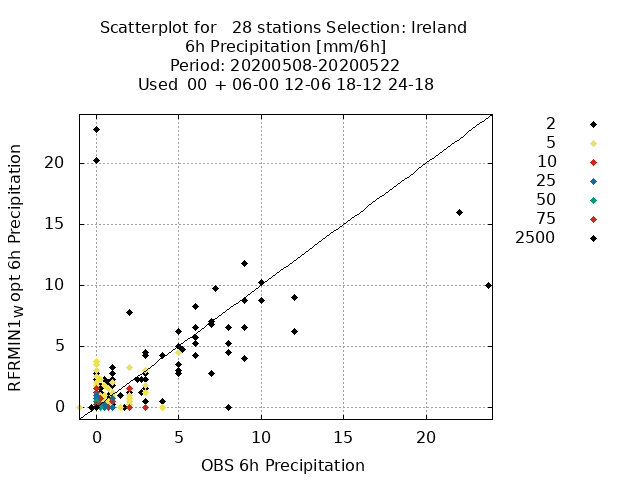 Scatterplot for   28 stations Selection: Ireland
6h Precipitation [mm/6h]
Period: 20200508-20200522
Used  00 + 06-00 12-06 18-12 24-18
2
5
10
25
50
75
2500
20
15
10
5
0
RFRMIN1W opt 6h Precipitation
0 5 10 15 20
OBS 6h Precipitation